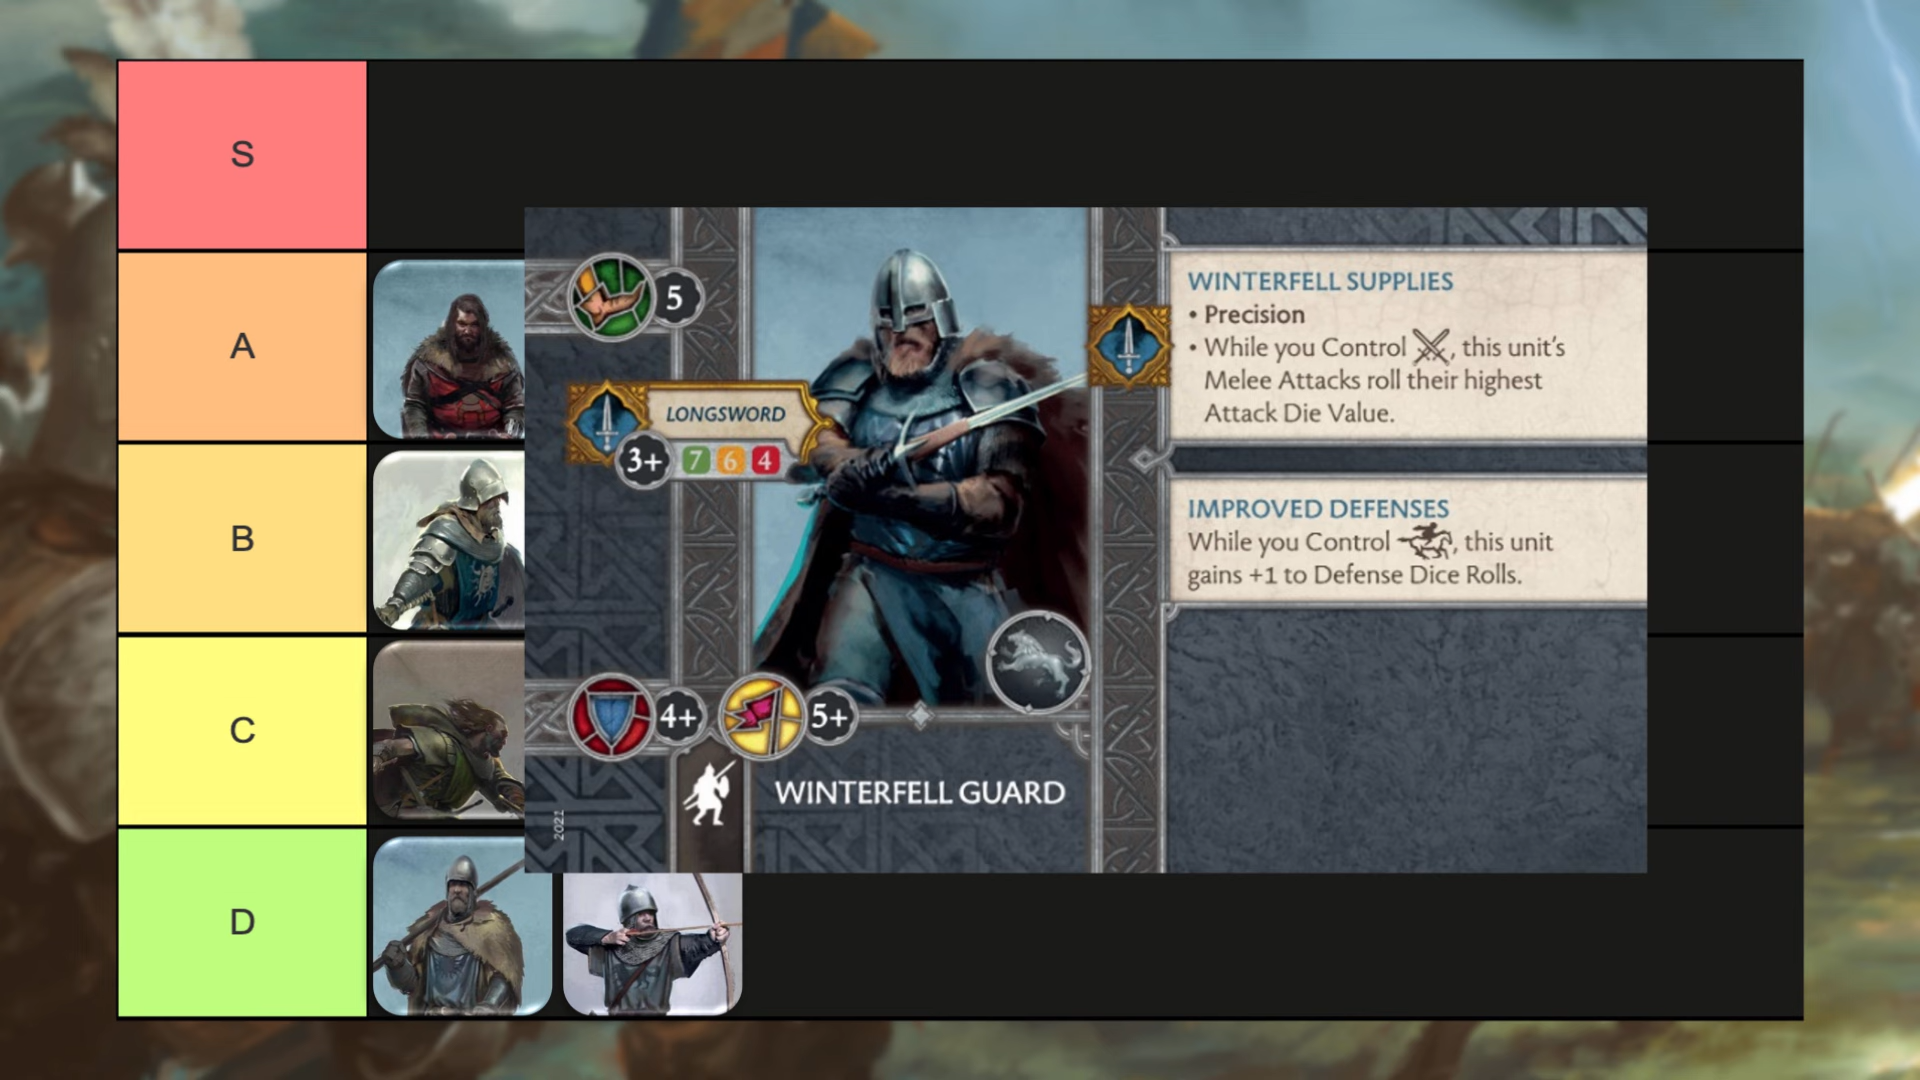 S
A
B
C
D
5
LONGSWORD
3+ 7 6 4
4+ 5+
WINTERFELL GUARD
2021
WINTERFELL SUPPLIES
• Precision
• While you Control , this unit's
Melee Attacks roll their highest
Attack Die Value.
IMPROVED DEFENSES
While you Control , this unit
gains +1 to Defense Dice Rolls.